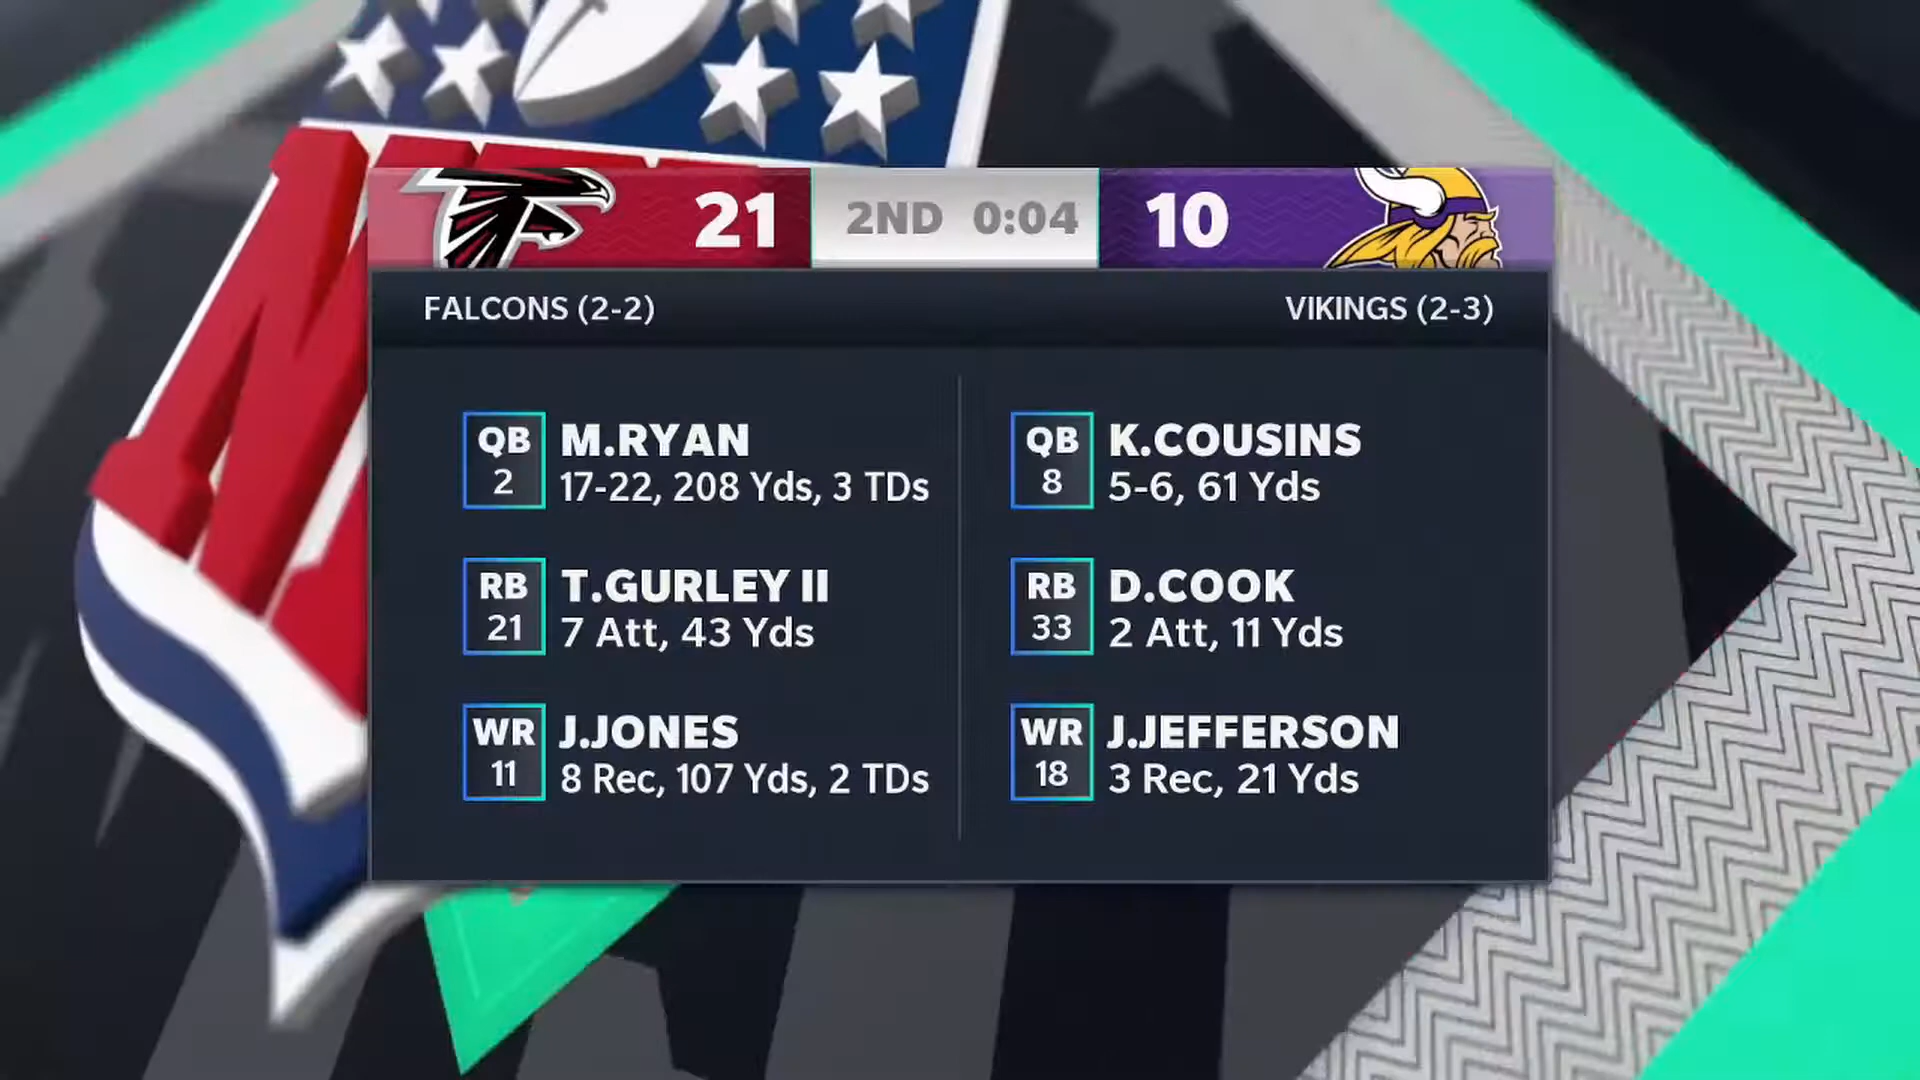 21 2ND 0:04 10
FALCONS (2-2) VIKINGS (2-3)
QB M.RYAN
2 17-22, 208 Yds, 3 TDs
QB K.COUSINS
8 5-6, 61 Yds
RB T.GURLEY II
21 7 Att, 43 Yds
RB D.COOK
33 2 Att, 11 Yds
WR J.JONES
11 8 Rec, 107 Yds, 2 TDs
WR J.JEFFERSON
18 3 Rec, 21 Yds